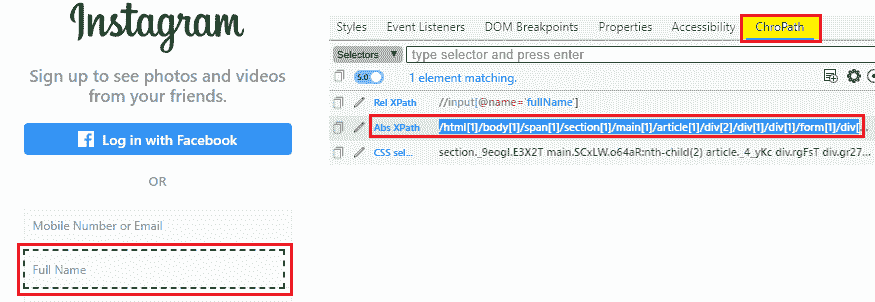 Instagram
Sign up to see photos and videos
from your friends.
Log in with Facebook
OR
Mobile Number or Email
Full Name
Styles Event Listeners DOM Breakpoints Properties Accessibility ChroPath
Selectors type selector and press enter
5.0 1 element matching.
Rel XPath //input[@name='fullName']
Abs XPath /html[1]/body[1]/span[1]/section[1]/main[1]/article[1]/div[2]/div[1]/div[1]/form[1]/div[...
CSS sel... section._9eogI.E3X2T main.SCxLW.o64aR:nth-child(2) article._4_yKc div.rgFsT div.gr27...